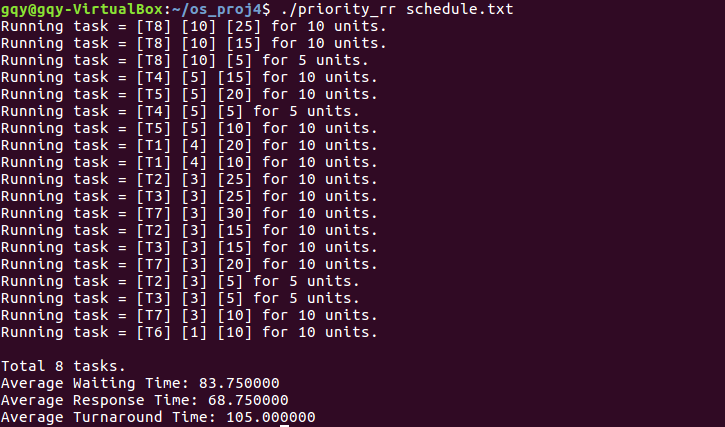 gqy@gqy-VirtualBox:~/os_proj4$ ./priority_rr schedule.txt
Running task = [T8] [10] [25] for 10 units.
Running task = [T8] [10] [15] for 10 units.
Running task = [T8] [10] [5] for 5 units.
Running task = [T4] [5] [15] for 10 units.
Running task = [T5] [5] [20] for 10 units.
Running task = [T4] [5] [5] for 5 units.
Running task = [T5] [5] [10] for 10 units.
Running task = [T1] [4] [20] for 10 units.
Running task = [T1] [4] [10] for 10 units.
Running task = [T2] [3] [25] for 10 units.
Running task = [T3] [3] [25] for 10 units.
Running task = [T7] [3] [30] for 10 units.
Running task = [T2] [3] [15] for 10 units.
Running task = [T3] [3] [15] for 10 units.
Running task = [T7] [3] [20] for 10 units.
Running task = [T2] [3] [5] for 5 units.
Running task = [T3] [3] [5] for 5 units.
Running task = [T7] [3] [10] for 10 units.
Running task = [T6] [1] [10] for 10 units.
Total 8 tasks.
Average Waiting Time: 83.750000
Average Response Time: 68.750000
Average Turnaround Time: 105.000000